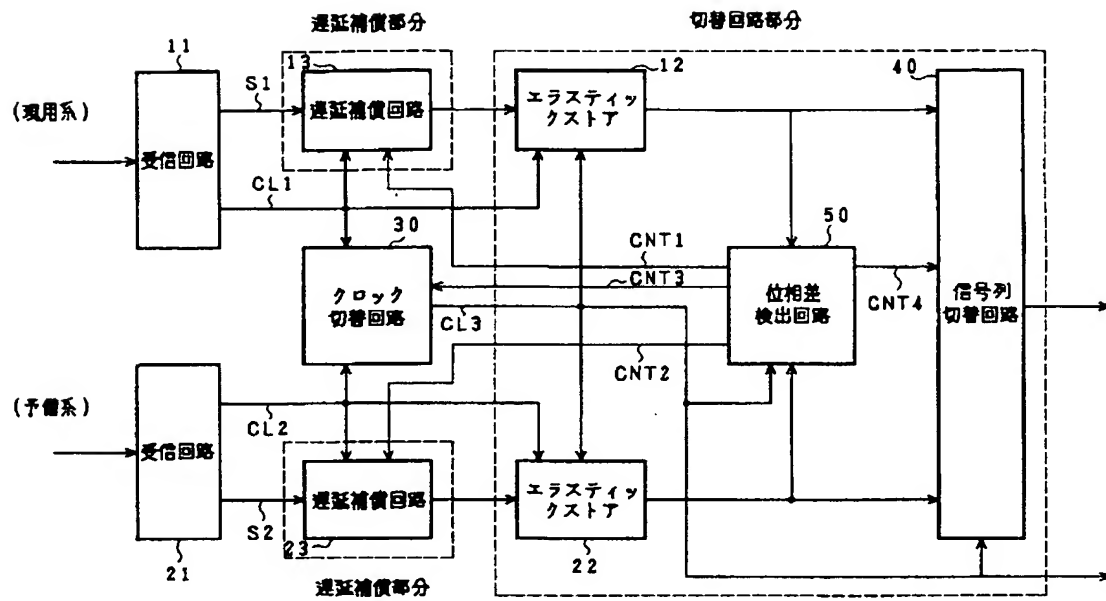 遅延補償部分
切替回路部分
11
13
12
40
S1
(現用系)
遅延補償回路
エラスティッ
クストア
受信回路
CL1
30
50
CNT1
CNT3
クロック
切替回路
位相差
検出回路
CNT4
信号列
切替回路
CL3
CNT2
(予備系)
CL2
受信回路
遅延補償回路
エラスティッ
クストア
S2
23
21
22
遅延補償部分